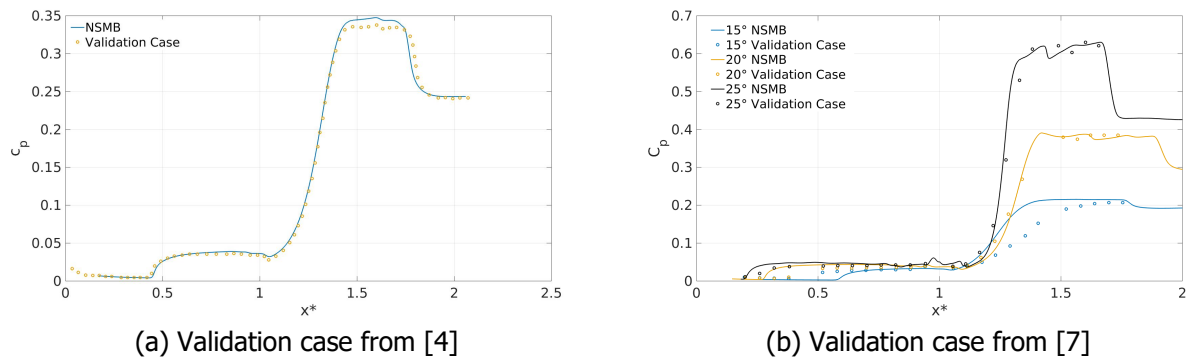 0.35
0.3
0.25
0.2
0.15
0.1
0.05
0
c_p
NSMB
Validation Case
0 0.5 1 1.5 2 2.5
x*
(a) Validation case from [4]
0.7
0.6
0.5
0.4
0.3
0.2
0.1
0
C_p
15° NSMB
15° Validation Case
20° NSMB
20° Validation Case
25° NSMB
25° Validation Case
0 0.5 1 1.5 2
x*
(b) Validation case from [7]